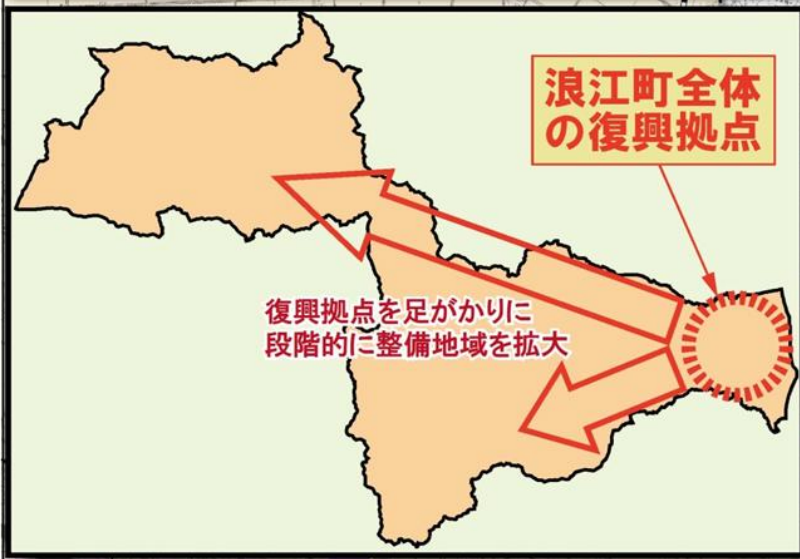 浪江町全体
の復興拠点
復興拠点を足がかりに
段階的に整備地域を拡大